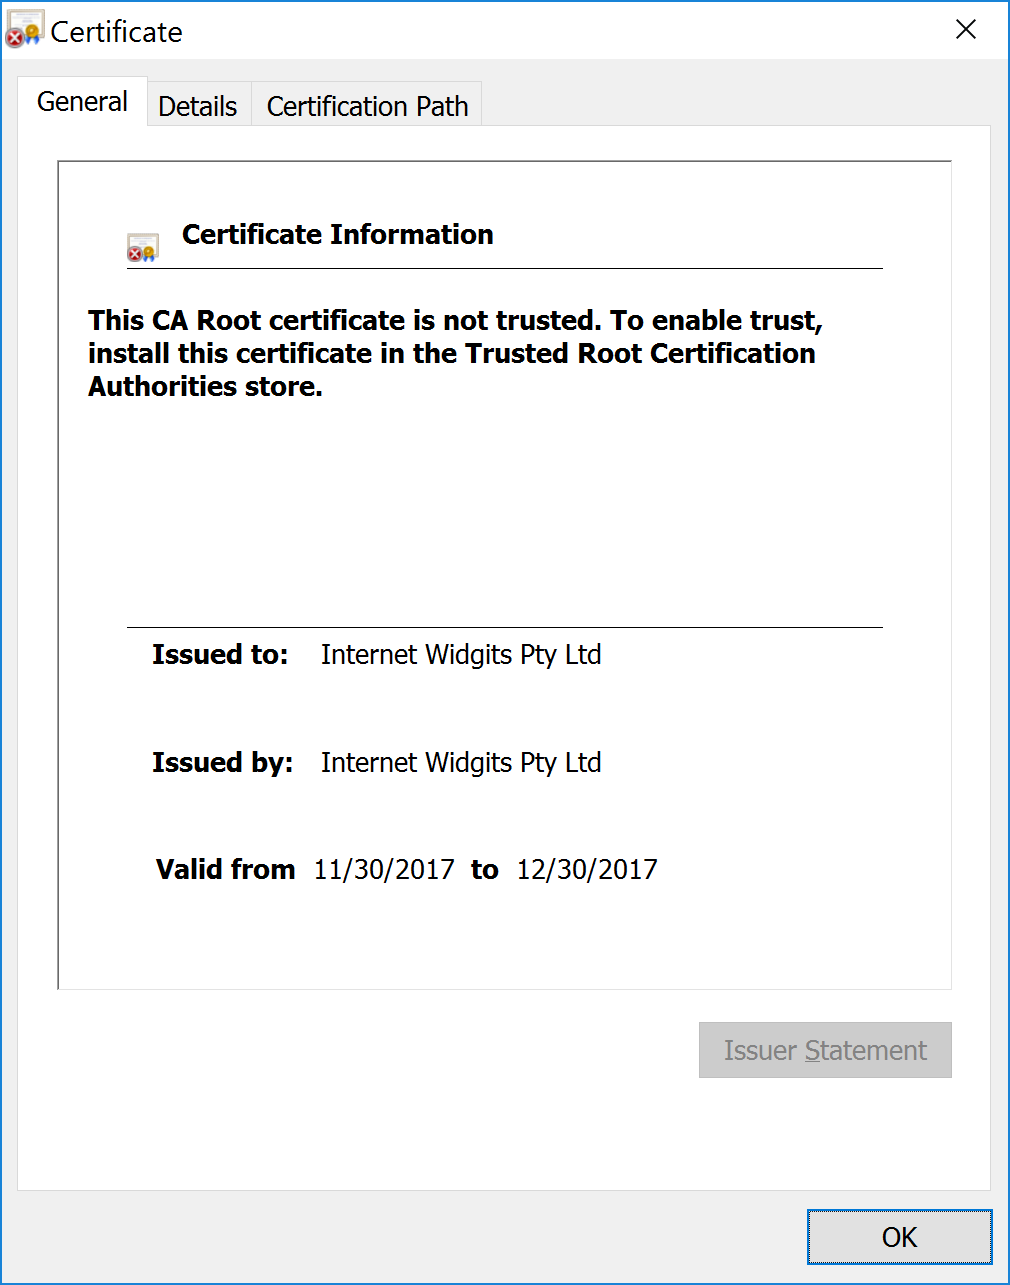 Certificate
General Details Certification Path
Certificate Information
This CA Root certificate is not trusted. To enable trust,
install this certificate in the Trusted Root Certification
Authorities store.
Issued to: Internet Widgits Pty Ltd
Issued by: Internet Widgits Pty Ltd
Valid from 11/30/2017 to 12/30/2017
Issuer Statement
OK